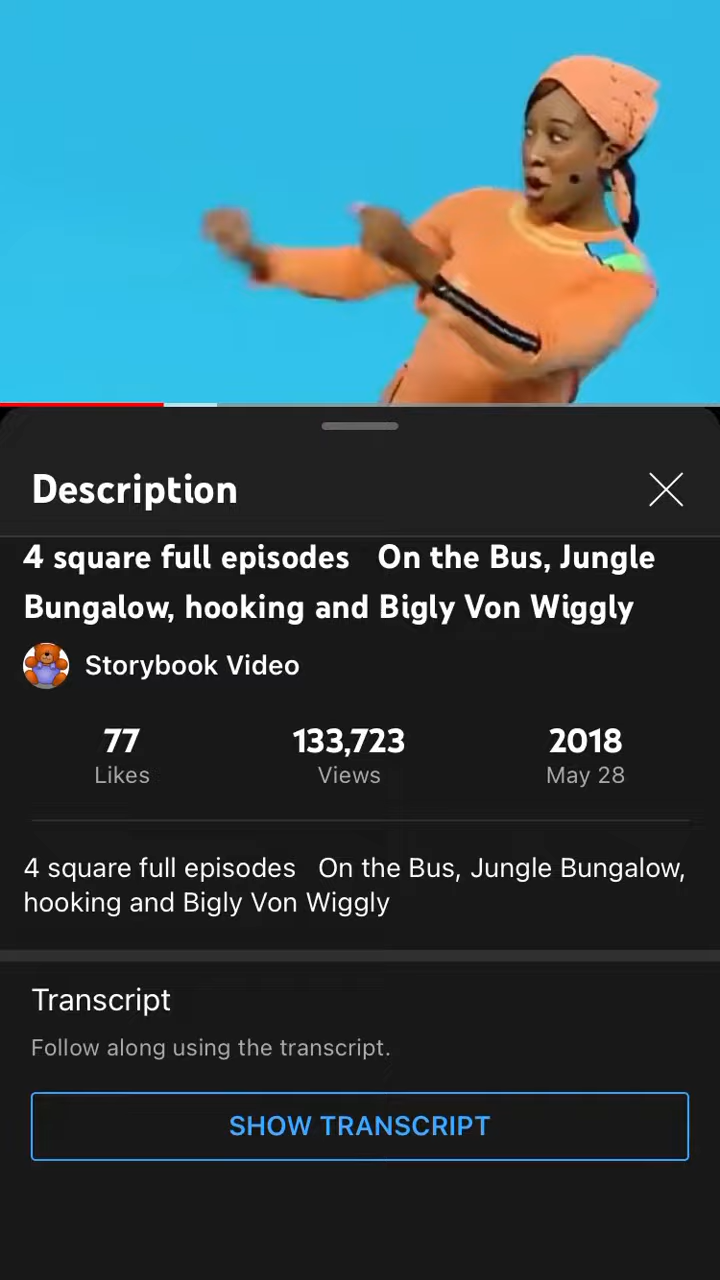 Description
4 square full episodes   On the Bus, Jungle
Bungalow, hooking and Bigly Von Wiggly
Storybook Video
77
Likes
133,723
Views
2018
May 28
4 square full episodes   On the Bus, Jungle Bungalow,
hooking and Bigly Von Wiggly
Transcript
Follow along using the transcript.
SHOW TRANSCRIPT